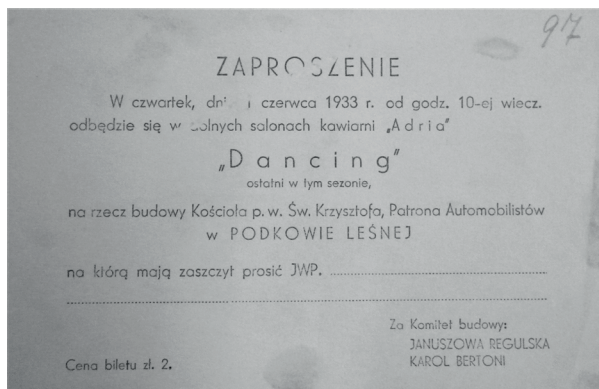 97
ZAPROSZENIE
W czwartek, czerwca 1933 r. od godz. 10-ej wiecz.
odbędzie się w salonach kawiarni „Adria"
„Dancing"
ostatni w tym sezonie,
na rzecz budowy Kościoła p. w. Św. Krzysztofa, Patrona Automobilistów
w PODKOWIE LEŚNEJ
na którą mają zaszczyt prosić JWP.
Za Komitet budowy:
JANUSZOWA REGULSKA
Cena biletu zł. 2. KAROL BERTONI